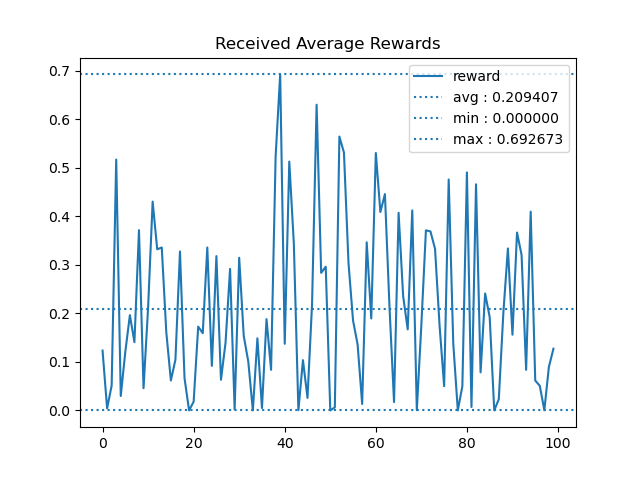 Received Average Rewards
reward
avg : 0.209407
min : 0.000000
max : 0.692673
0.7
0.6
0.5
0.4
0.3
0.2
0.1
0.0
0 20 40 60 80 100